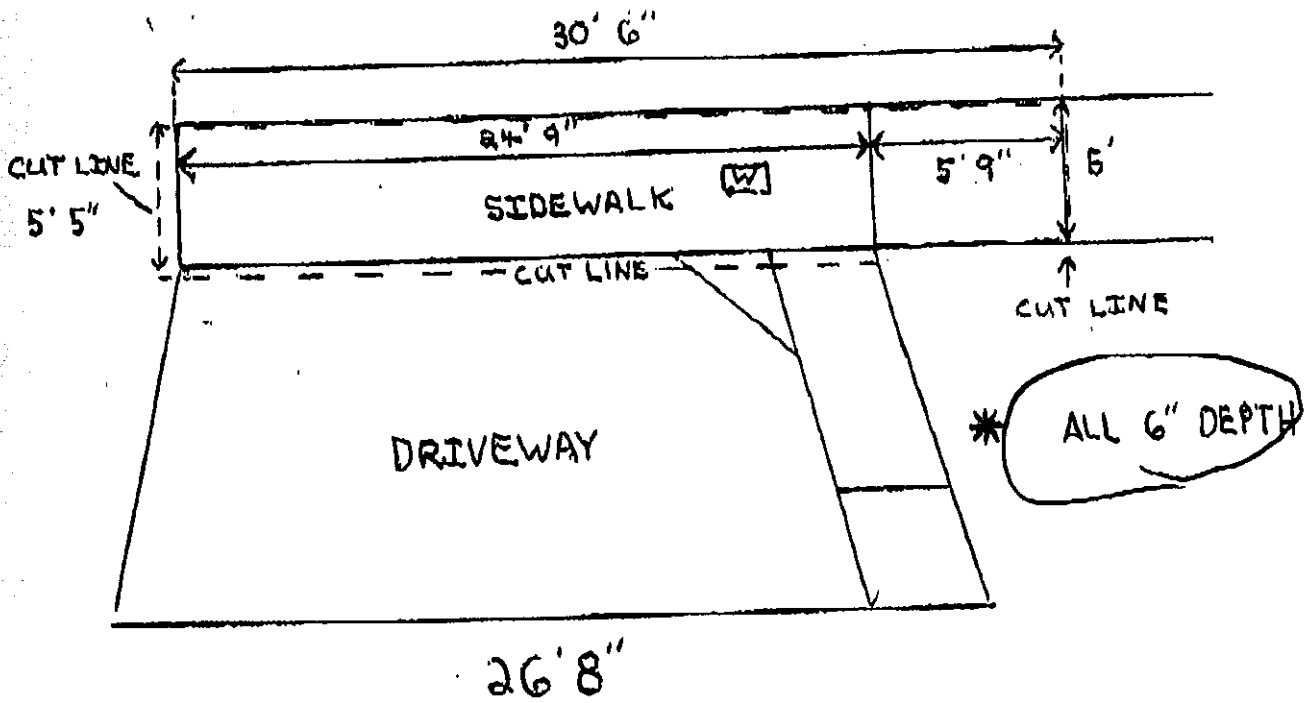 30' 6"
24' 9"
5' 9"
5'
CUT LINE
5' 5"
W
SIDEWALK
CUT LINE
CUT LINE
DRIVEWAY
* ALL 6" DEPTH
26' 8"